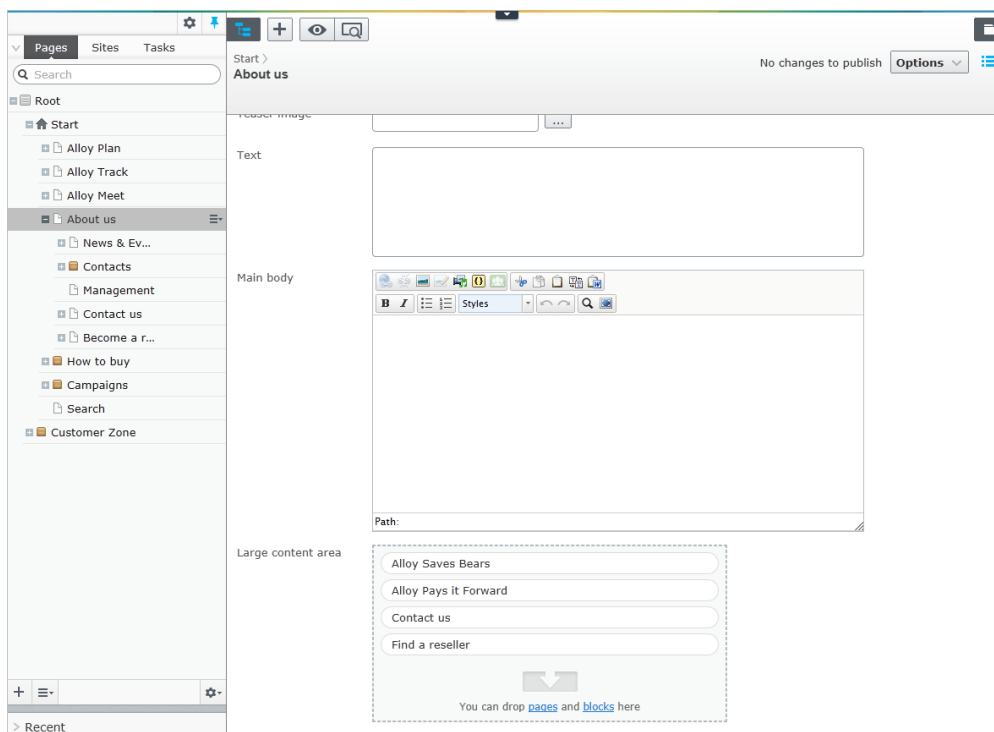 Pages Sites Tasks
Search
Root
Start
Alloy Plan
Alloy Track
Alloy Meet
About us
News & Ev...
Contacts
Management
Contact us
Become a r...
How to buy
Campaigns
Search
Customer Zone
> Recent
Start >
About us
No changes to publish Options
Teaser image
...
Text
Main body
B I Styles
Path:
Large content area
Alloy Saves Bears
Alloy Pays it Forward
Contact us
Find a reseller
You can drop pages and blocks here